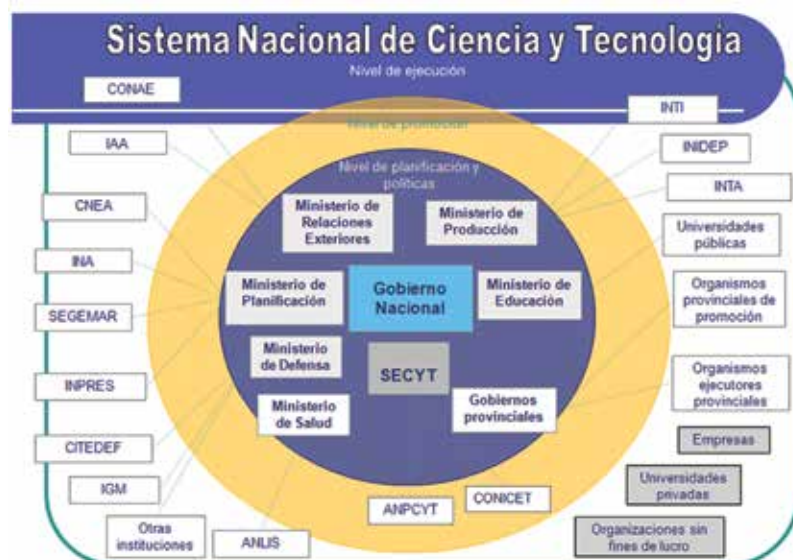 Sistema Nacional de Ciencia y Tecnología
Nivel de ejecución
CONAE
INTI
Nivel de promoción
IAA
INIDEP
Nivel de planificación y
políticas
INTA
CNEA
Ministerio de
Relaciones
Exteriores
Ministerio de
Producción
Universidades
públicas
INA
Ministerio de
Planificación
Gobierno
Nacional
Ministerio de
Educación
Organismos
provinciales de
promoción
SEGEMAR
Ministerio
de Defensa
SECYT
INPRES
Organismos
ejecutores
provinciales
Ministerio
de Salud
Gobiernos
provinciales
CITEDEF
Empresas
IGM
Universidades
privadas
ANPCYT
CONICET
Otras
instituciones
ANLIS
Organizaciones sin
fines de lucro